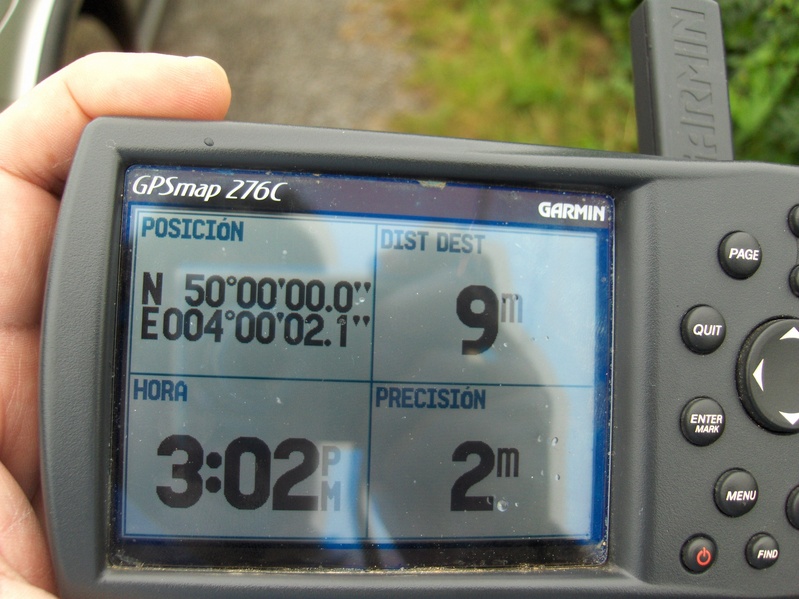 GARMIN
GPSmap 276C
GARMIN
POSICIÓN
N 50°00'00.0"
E004°00'02.1"
DIST DEST
9m
HORA
3:02PM
PRECISIÓN
2m
PAGE
QUIT
ENTER
MARK
MENU
FIND